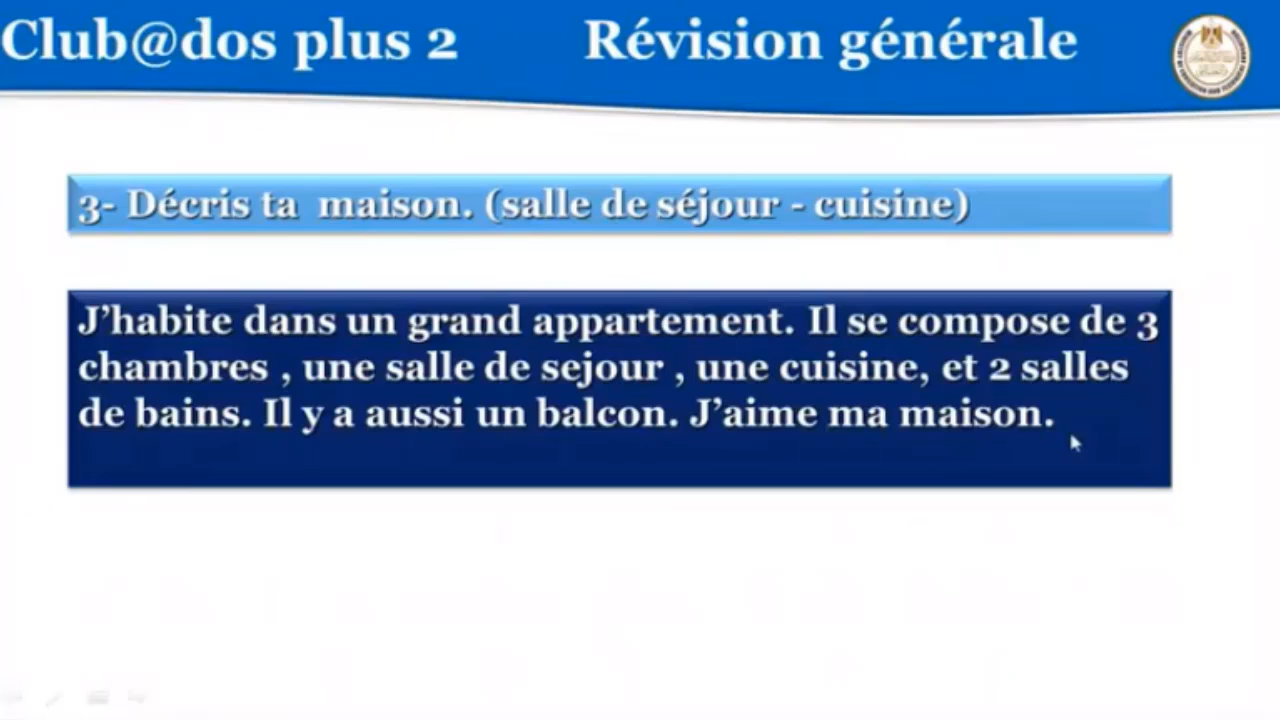 Club@dos plus 2 Révision générale
3- Décris ta maison. (salle de séjour - cuisine)
J'habite dans un grand appartement. Il se compose de 3
chambres , une salle de sejour , une cuisine, et 2 salles
de bains. Il y a aussi un balcon. J'aime ma maison.